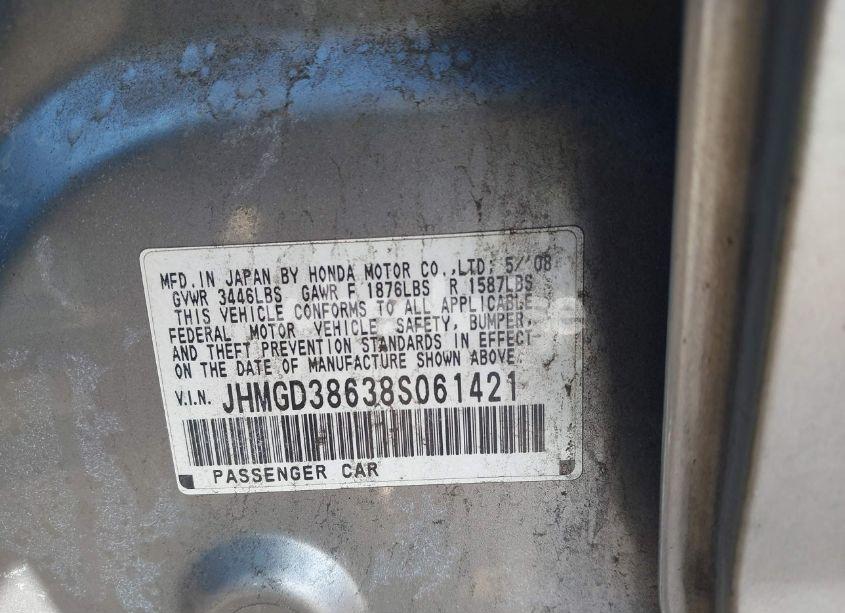 MFD. IN JAPAN BY HONDA MOTOR CO., LTD; 5/'08
GVWR 3446LBS GAWR F 1876LBS R 1587LBS
THIS VEHICLE CONFORMS TO ALL APPLICABLE
FEDERAL MOTOR VEHICLE SAFETY, BUMPER,
AND THEFT PREVENTION STANDARDS IN EFFECT
ON THE DATE OF MANUFACTURE SHOWN ABOVE.
V.I.N. JHMGD38638S061421
PASSENGER CAR